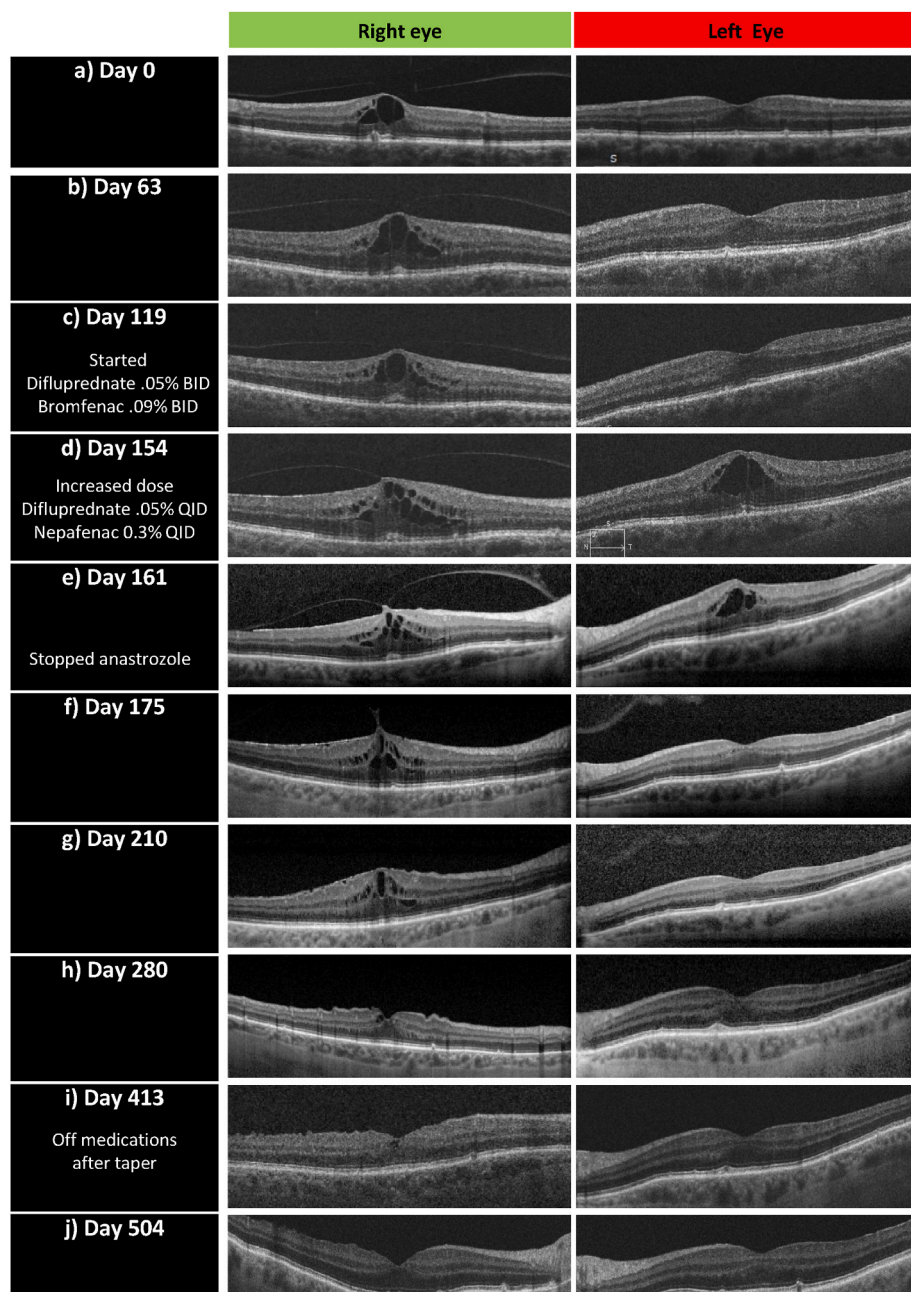 Right eye
Left Eye
a) Day 0
S
b) Day 63
c) Day 119
Started
Difluprednate .05% BID
Bromfenac .09% BID
d) Day 154
Increased dose
Difluprednate .05% QID
Nepafenac 0.3% QID
S
N
T
e) Day 161
Stopped anastrozole
f) Day 175
g) Day 210
h) Day 280
i) Day 413
Off medications
after taper
j) Day 504